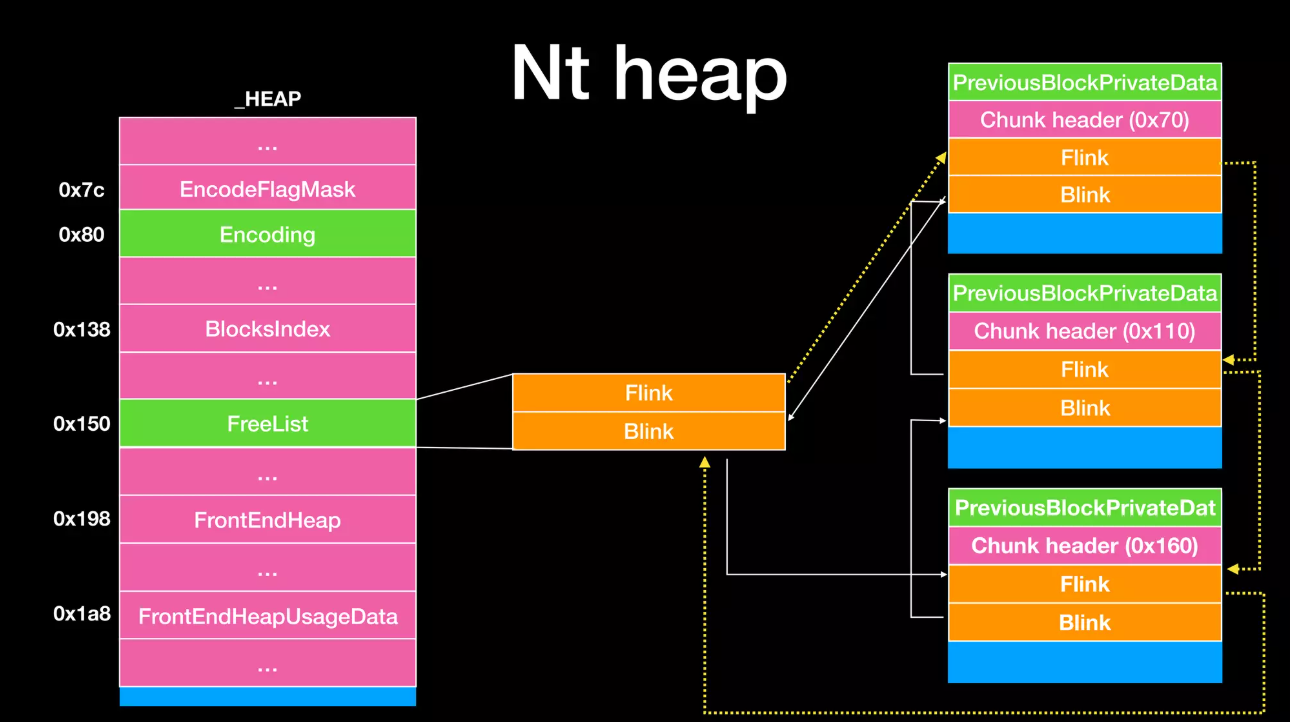 Nt heap
_HEAP
...
0x7c EncodeFlagMask
0x80 Encoding
...
0x138 BlocksIndex
...
0x150 FreeList
...
0x198 FrontEndHeap
...
0x1a8 FrontEndHeapUsageData
...
Flink
Blink
PreviousBlockPrivateData
Chunk header (0x70)
Flink
Blink
PreviousBlockPrivateData
Chunk header (0x110)
Flink
Blink
PreviousBlockPrivateDat
Chunk header (0x160)
Flink
Blink